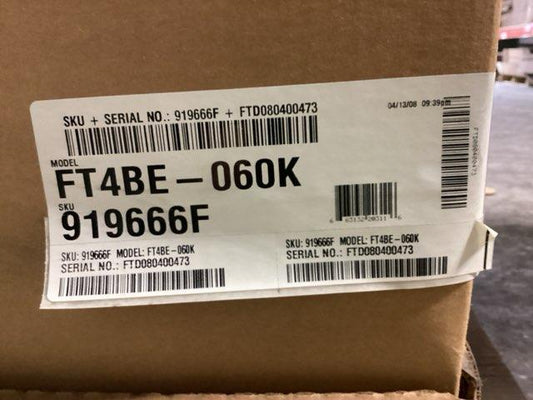 SKU + SERIAL NO.: 919666F + FTD080400473
04/13/08 09:39pm
MODEL
FT4BE-060K
SKU
919666F
FTD080400473
SKU: 919666F MODEL: FT4BE-060K
SERIAL NO.: FTD080400473
SKU: 919666F MODEL: FT4BE-060K
SERIAL NO.: FTD080400473